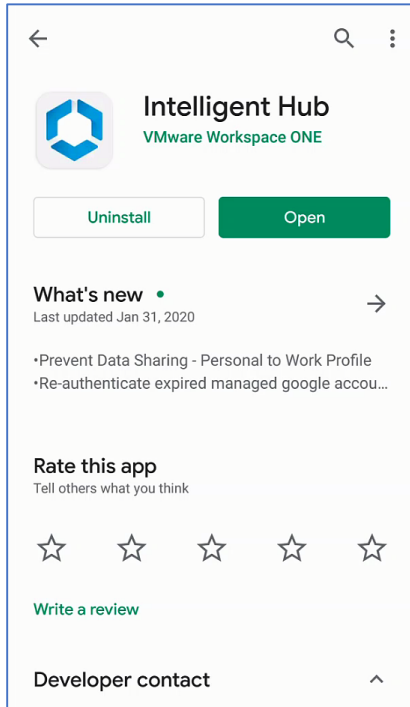 Intelligent Hub
VMware Workspace ONE
Uninstall
Open
What's new
Last updated Jan 31, 2020
•Prevent Data Sharing - Personal to Work Profile
•Re-authenticate expired managed google accou...
Rate this app
Tell others what you think
Write a review
Developer contact